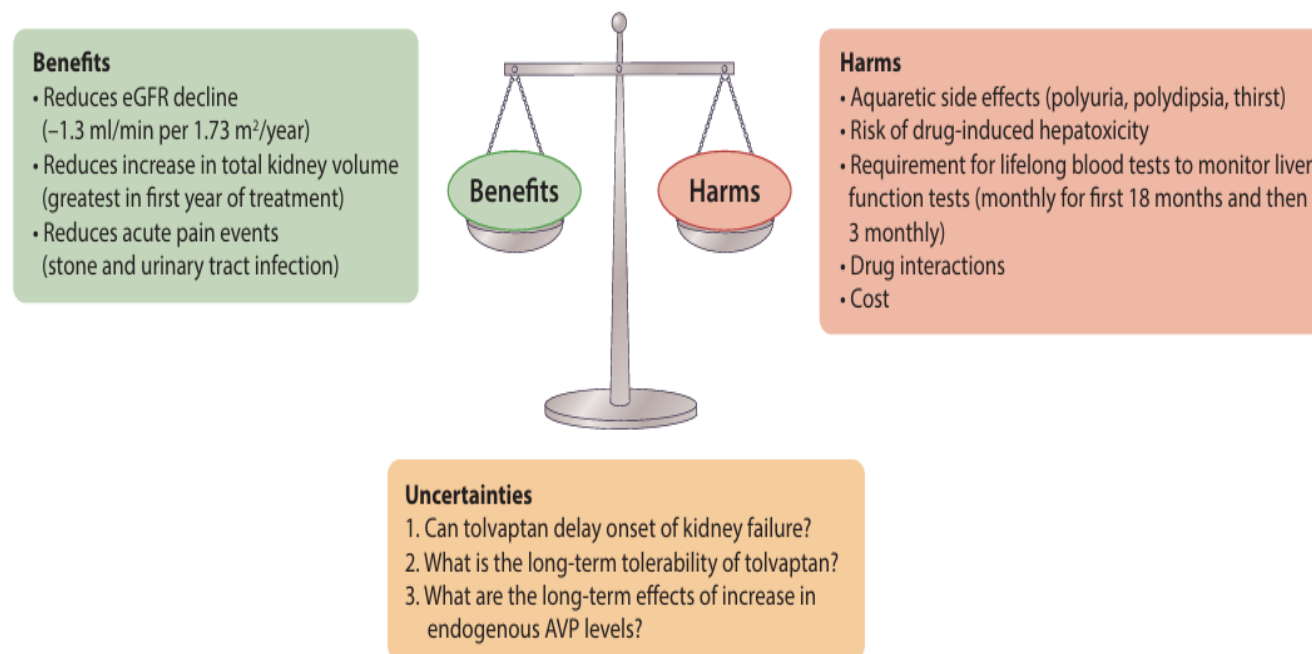 Benefits
• Reduces eGFR decline
(–1.3 ml/min per 1.73 m²/year)
• Reduces increase in total kidney volume
(greatest in first year of treatment)
• Reduces acute pain events
(stone and urinary tract infection)
Benefits
Harms
Harms
• Aquaretic side effects (polyuria, polydipsia, thirst)
• Risk of drug-induced hepatoxicity
• Requirement for lifelong blood tests to monitor liver
function tests (monthly for first 18 months and then
3 monthly)
• Drug interactions
• Cost
Uncertainties
1. Can tolvaptan delay onset of kidney failure?
2. What is the long-term tolerability of tolvaptan?
3. What are the long-term effects of increase in
endogenous AVP levels?